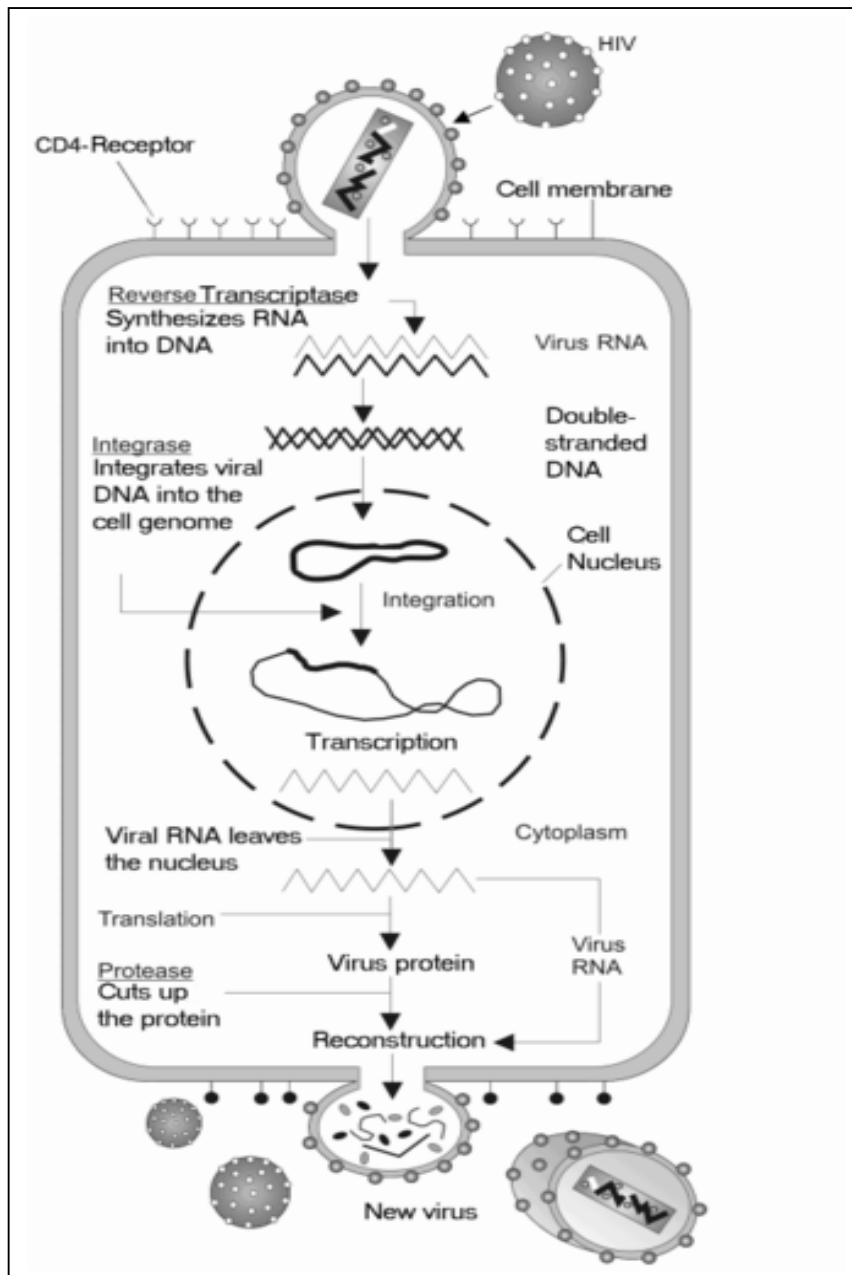 HIV
CD4-Receptor
Cell membrane
Reverse Transcriptase
Synthesizes RNA
into DNA
Virus RNA
Double-
stranded
DNA
Integrase
Integrates viral
DNA into the
cell genome
Cell
Nucleus
Integration
Transcription
Viral RNA leaves
the nucleus
Cytoplasm
Translation
Virus protein
Virus
RNA
Protease
Cuts up
the protein
Reconstruction
New virus